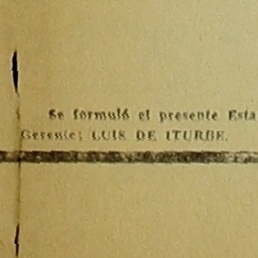 Se formuló el presente Esta
Gerente: LUIS DE ITURBE.